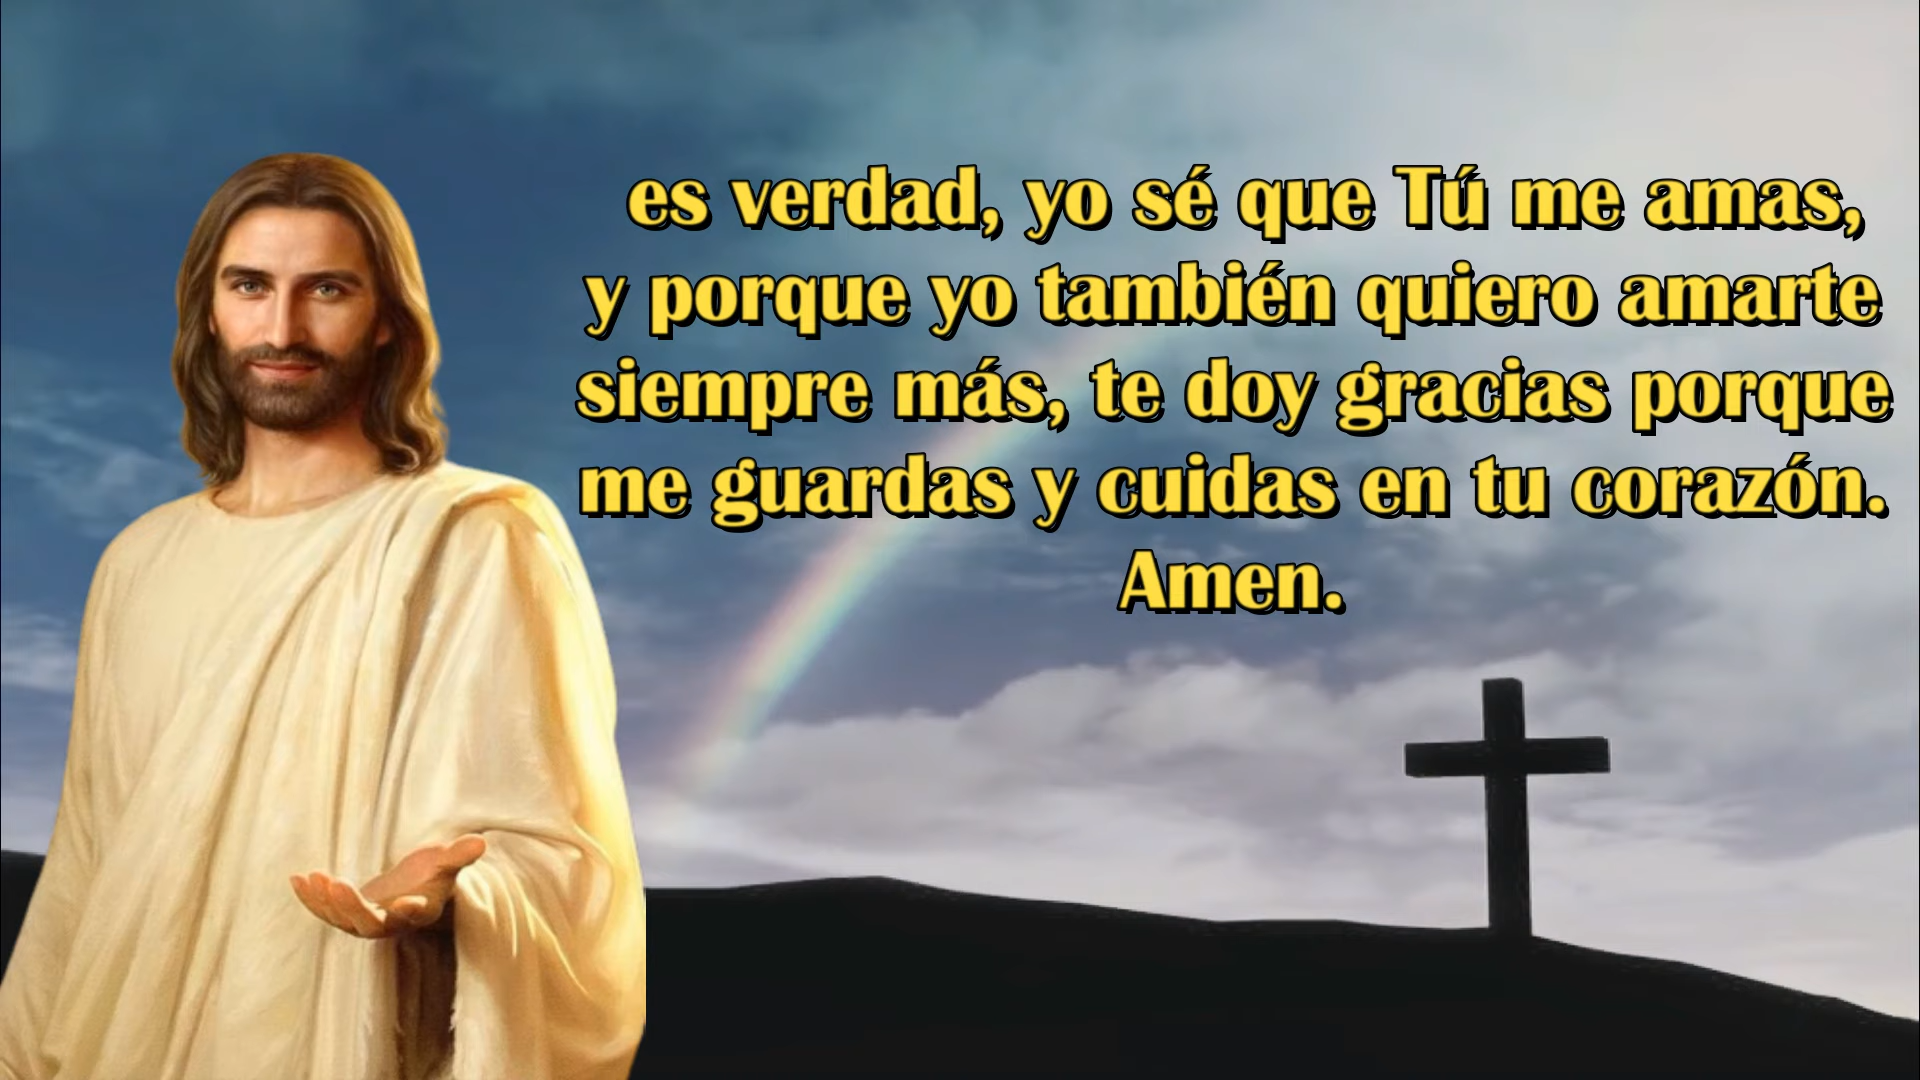 es verdad, yo sé que Tú me amas,
y porque yo también quiero amarte
siempre más, te doy gracias porque
me guardas y cuidas en tu corazón.
Amen.